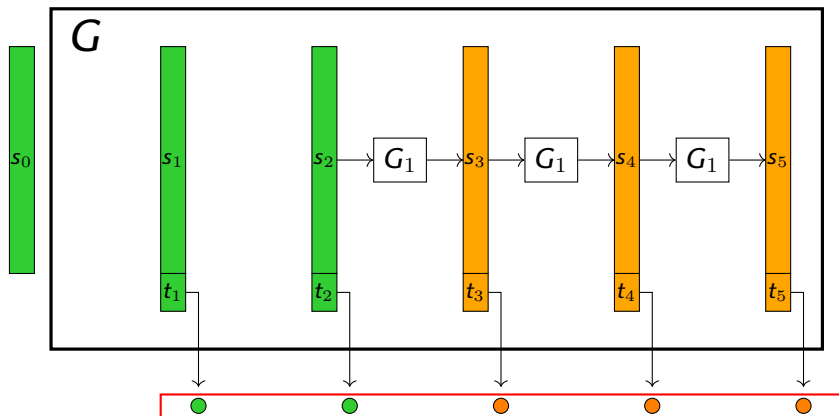 G
s₀ s₁ s₂ G₁ s₃ G₁ s₄ G₁ s₅
t₁ t₂ t₃ t₄ t₅